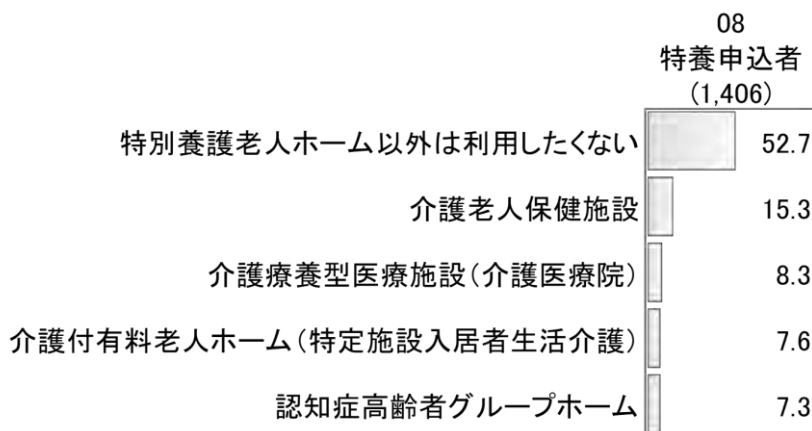 08
特養申込者
(1,406)
特別養護老人ホーム以外は利用したくない 52.7
介護老人保健施設 15.3
介護療養型医療施設(介護医療院) 8.3
介護付有料老人ホーム(特定施設入居者生活介護) 7.6
認知症高齢者グループホーム 7.3